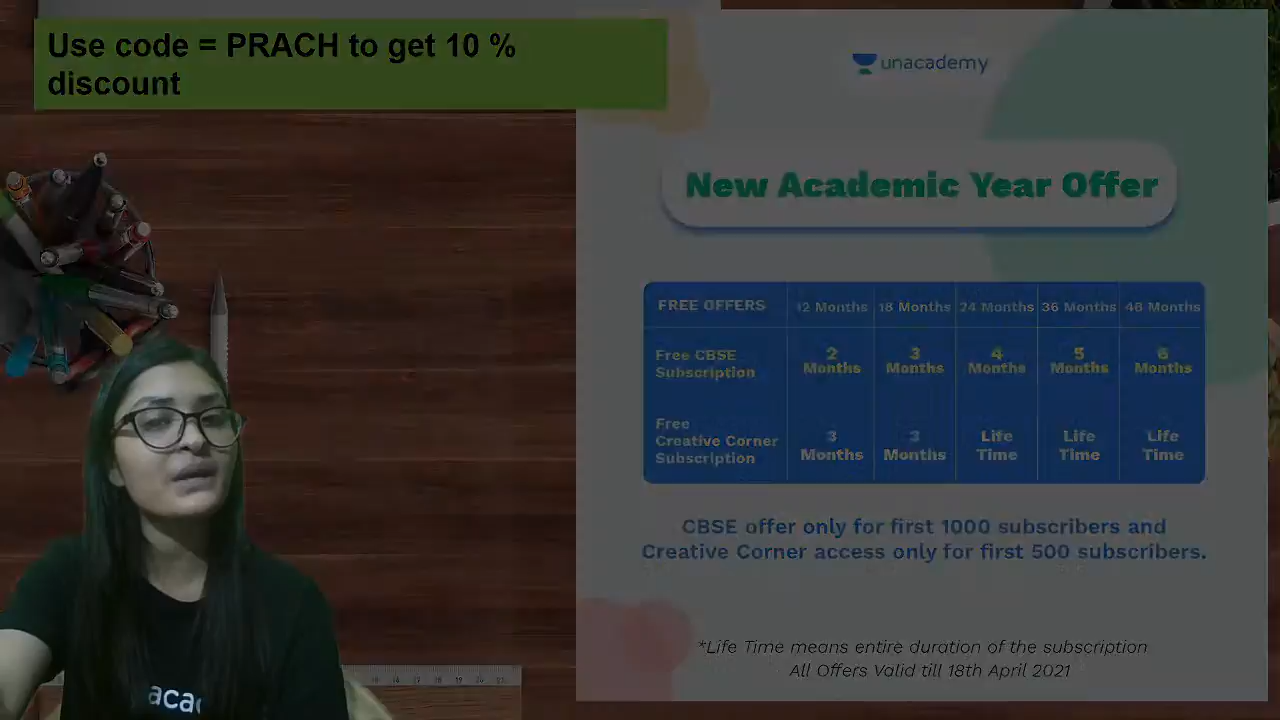 Use code = PRACH to get 10 %
discount
unacademy
New Academic Year Offer
FREE OFFERS 12 Months 18 Months 24 Months 36 Months 48 Months
Free CBSE Subscription 2 Months 3 Months 4 Months 5 Months 6 Months
Free Creative Corner Subscription 3 Months 3 Months Life Time Life Time Life Time
CBSE offer only for first 1000 subscribers and
Creative Corner access only for first 500 subscribers.
*Life Time means entire duration of the subscription
All Offers Valid till 18th April 2021
aca